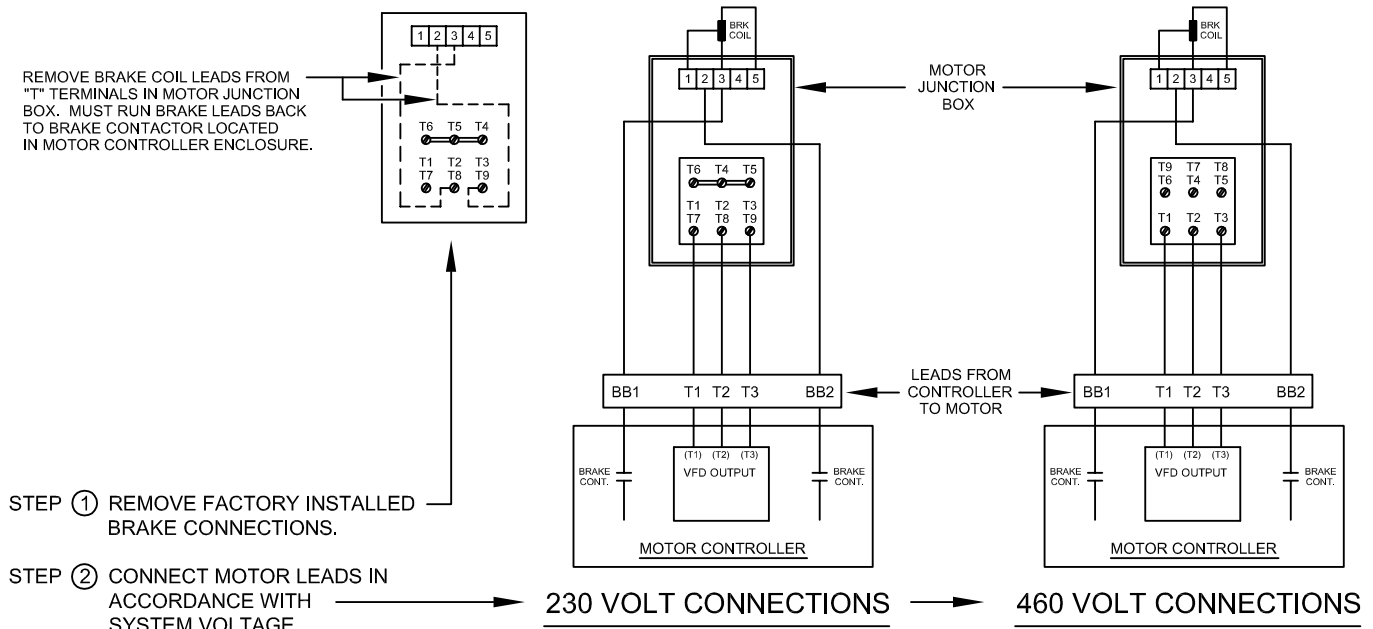 1 2 3 4 5
REMOVE BRAKE COIL LEADS FROM
"T" TERMINALS IN MOTOR JUNCTION
BOX. MUST RUN BRAKE LEADS BACK
TO BRAKE CONTACTOR LOCATED
IN MOTOR CONTROLLER ENCLOSURE.
T6 T5 T4
T1 T2 T3
T7 T8 T9
STEP 1 REMOVE FACTORY INSTALLED
BRAKE CONNECTIONS.
STEP 2 CONNECT MOTOR LEADS IN
ACCORDANCE WITH
SYSTEM VOLTAGE
BRK
COIL
1 2 3 4 5
T6 T4 T5
T1 T2 T3
T7 T8 T9
BB1 T1 T2 T3 BB2
(T1) (T2) (T3)
VFD OUTPUT
BRAKE
CONT.
BRAKE
CONT.
MOTOR CONTROLLER
230 VOLT CONNECTIONS
MOTOR
JUNCTION
BOX
LEADS FROM
CONTROLLER
TO MOTOR
BRK
COIL
1 2 3 4 5
T9 T7 T8
T6 T4 T5
T1 T2 T3
BB1 T1 T2 T3 BB2
(T1) (T2) (T3)
VFD OUTPUT
BRAKE
CONT.
BRAKE
CONT.
MOTOR CONTROLLER
460 VOLT CONNECTIONS